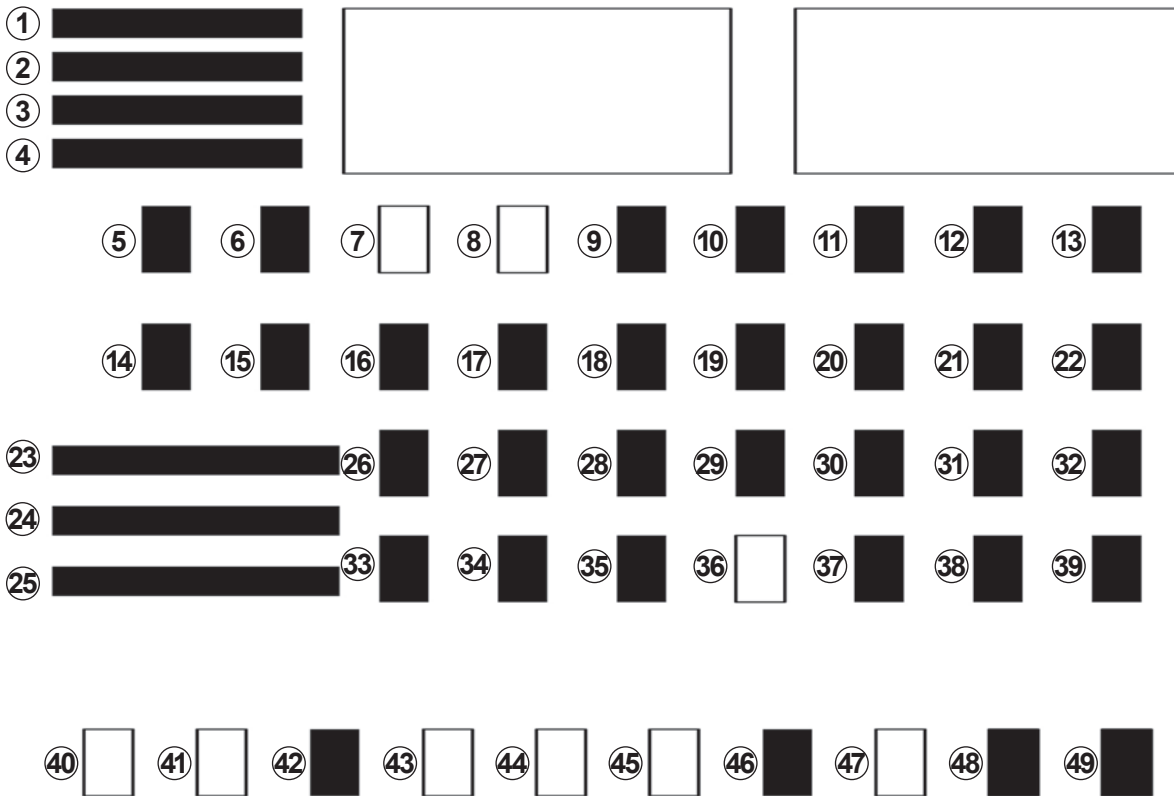 ①
②
③
④
⑤ ⑥ ⑦ ⑧ ⑨ ⑩ ⑪ ⑫ ⑬
⑭ ⑮ ⑯ ⑰ ⑱ ⑲ ⑳ ㉑ ㉒
㉓ ㉖ ㉗ ㉘ ㉙ ㉚ ㉛ ㉜
㉔
㉕ ㉝ ㉞ ㉟ ㊱ ㊲ ㊳ ㊴
㊵ ㊶ ㊷ ㊸ ㊹ ㊺ ㊻ ㊼ ㊽ ㊾